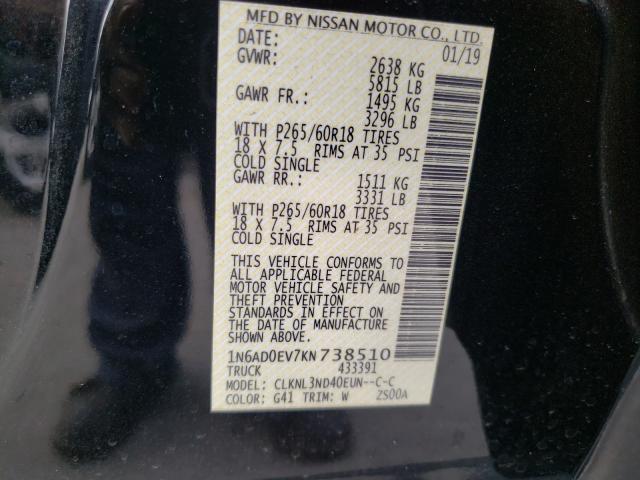 MFD BY NISSAN MOTOR CO., LTD.
DATE: 01/19
GVWR: 2638 KG
5815 LB
GAWR FR.: 1495 KG
3296 LB
WITH P265/60R18 TIRES
18 X 7.5 RIMS AT 35 PSI
COLD SINGLE
GAWR RR.: 1511 KG
3331 LB
WITH P265/60R18 TIRES
18 X 7.5 RIMS AT 35 PSI
COLD SINGLE
THIS VEHICLE CONFORMS TO
ALL APPLICABLE FEDERAL
MOTOR VEHICLE SAFETY AND
THEFT PREVENTION
STANDARDS IN EFFECT ON
THE DATE OF MANUFACTURE
SHOWN ABOVE.
1N6AD0EV7KN738510
TRUCK 433391
MODEL: CLKNL3ND40EUN--C-C
COLOR: G41 TRIM: W ZS00A